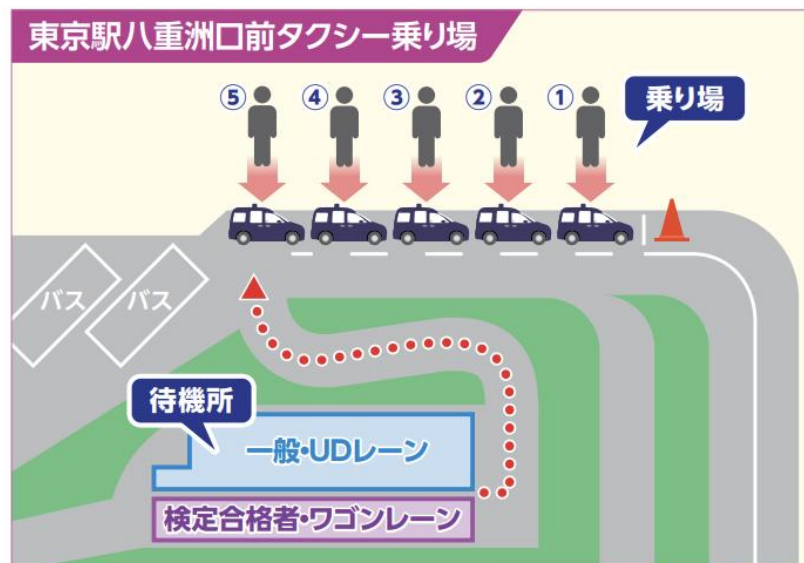 東京駅八重洲口前タクシー乗り場
⑤ ④ ③ ② ①
乗り場
バス バス
待機所
一般・UDレーン
検定合格者・ワゴンレーン